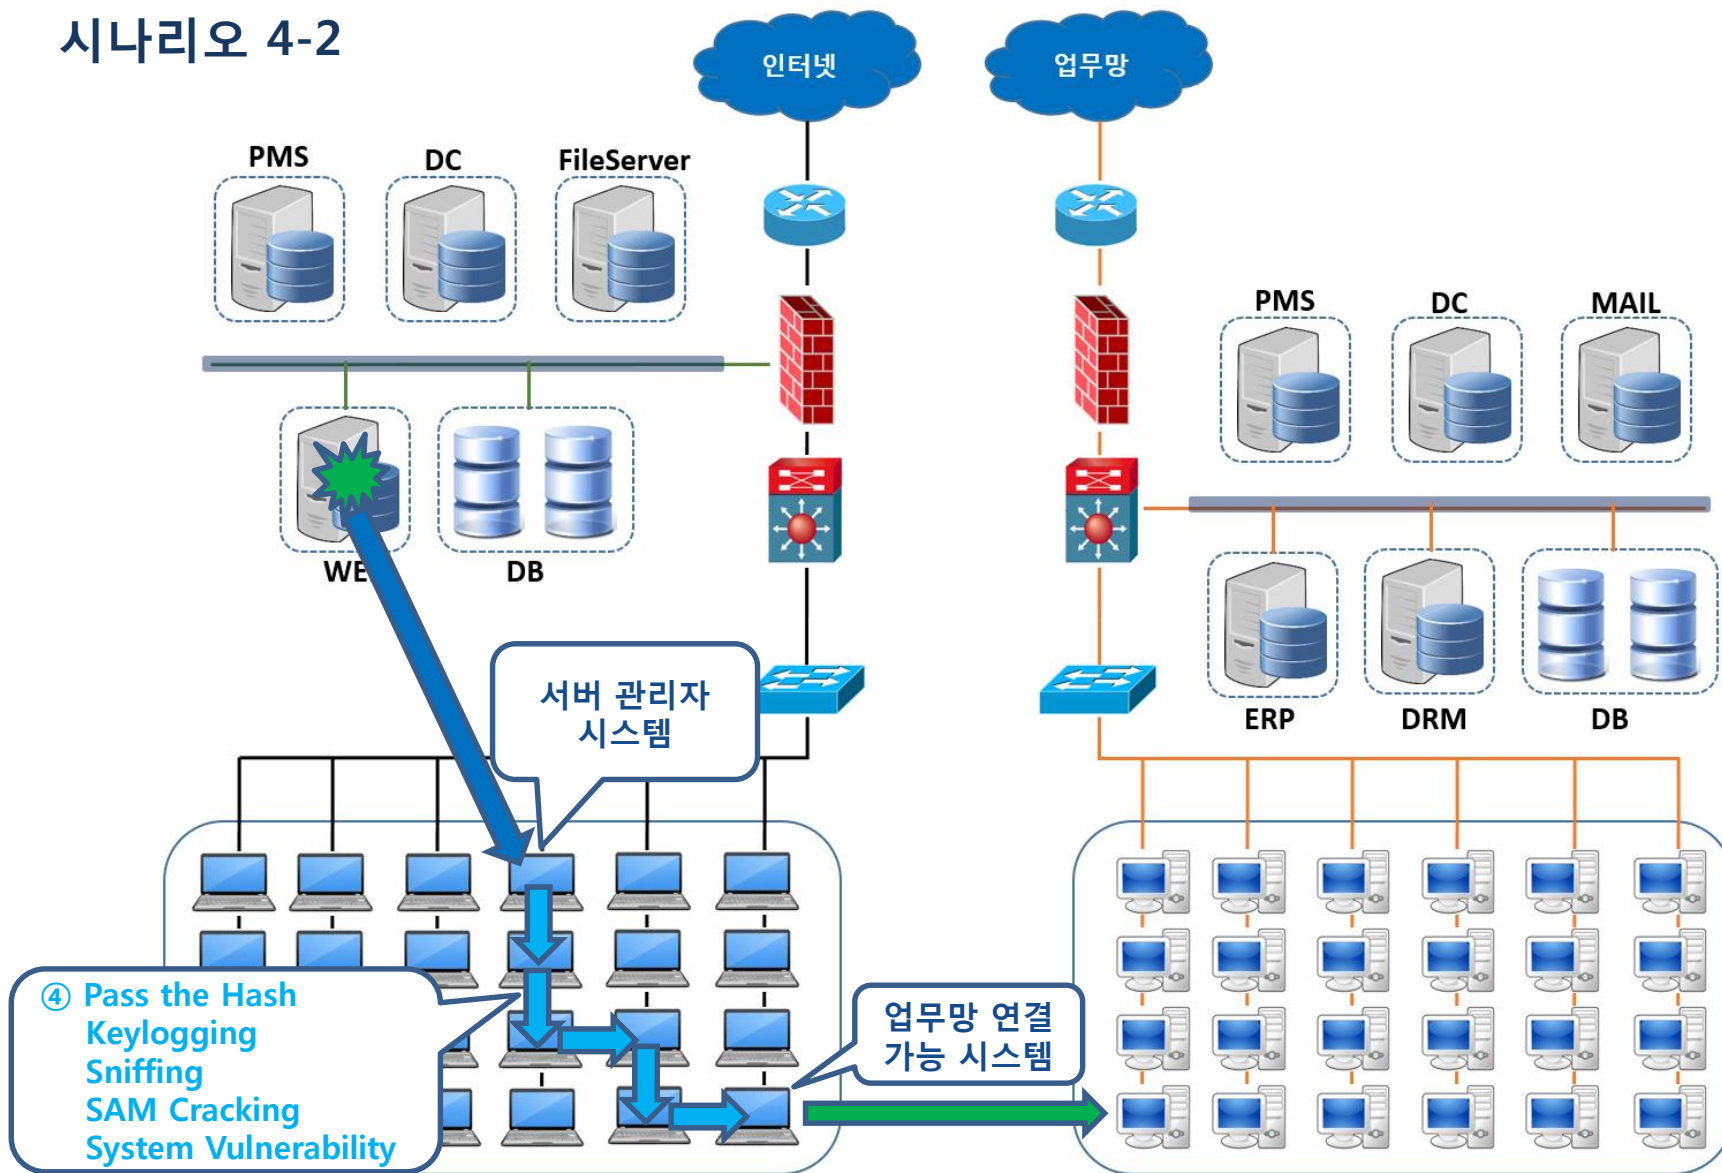 시나리오 4-2
인터넷
업무망
PMS
DC
FileServer
PMS
DC
MAIL
WE
DB
서버 관리자
시스템
ERP
DRM
DB
④ Pass the Hash
Keylogging
Sniffing
SAM Cracking
System Vulnerability
업무망 연결
가능 시스템